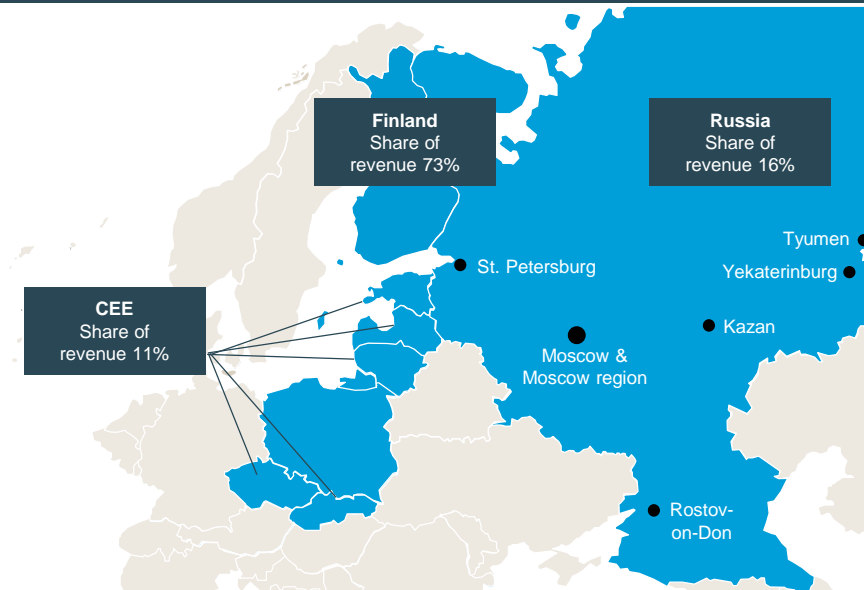 Finland
Share of
revenue 73%
Russia
Share of
revenue 16%
Tyumen
St. Petersburg
Yekaterinburg
CEE
Share of
revenue 11%
Kazan
Moscow &
Moscow region
Rostov-
on-Don